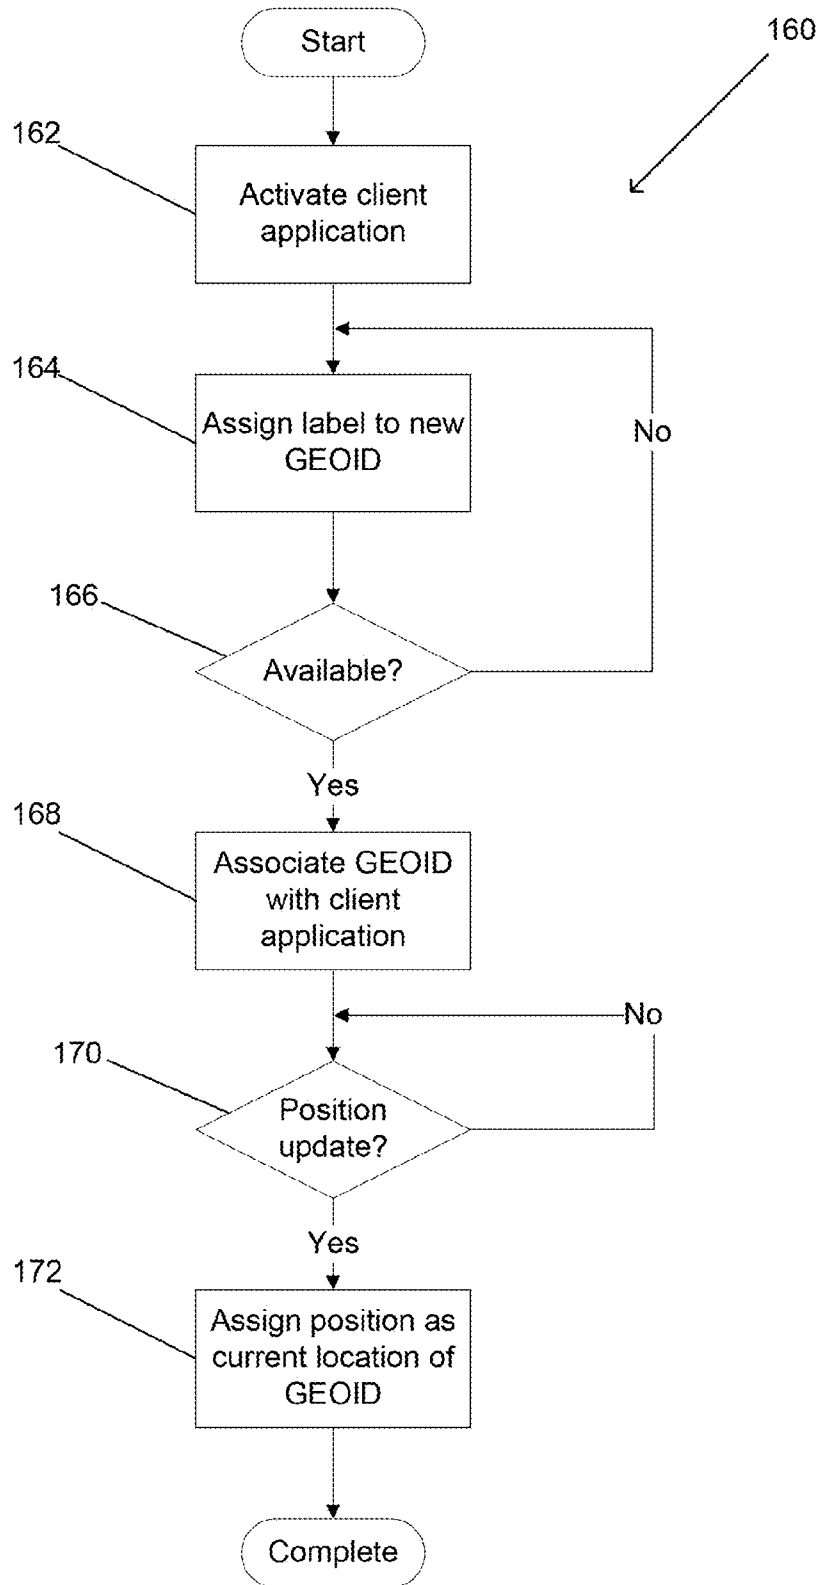 Start
160
162
Activate client
application
164
Assign label to new
GEOID
No
166
Available?
Yes
168
Associate GEOID
with client
application
No
170
Position
update?
Yes
172
Assign position as
current location of
GEOID
Complete